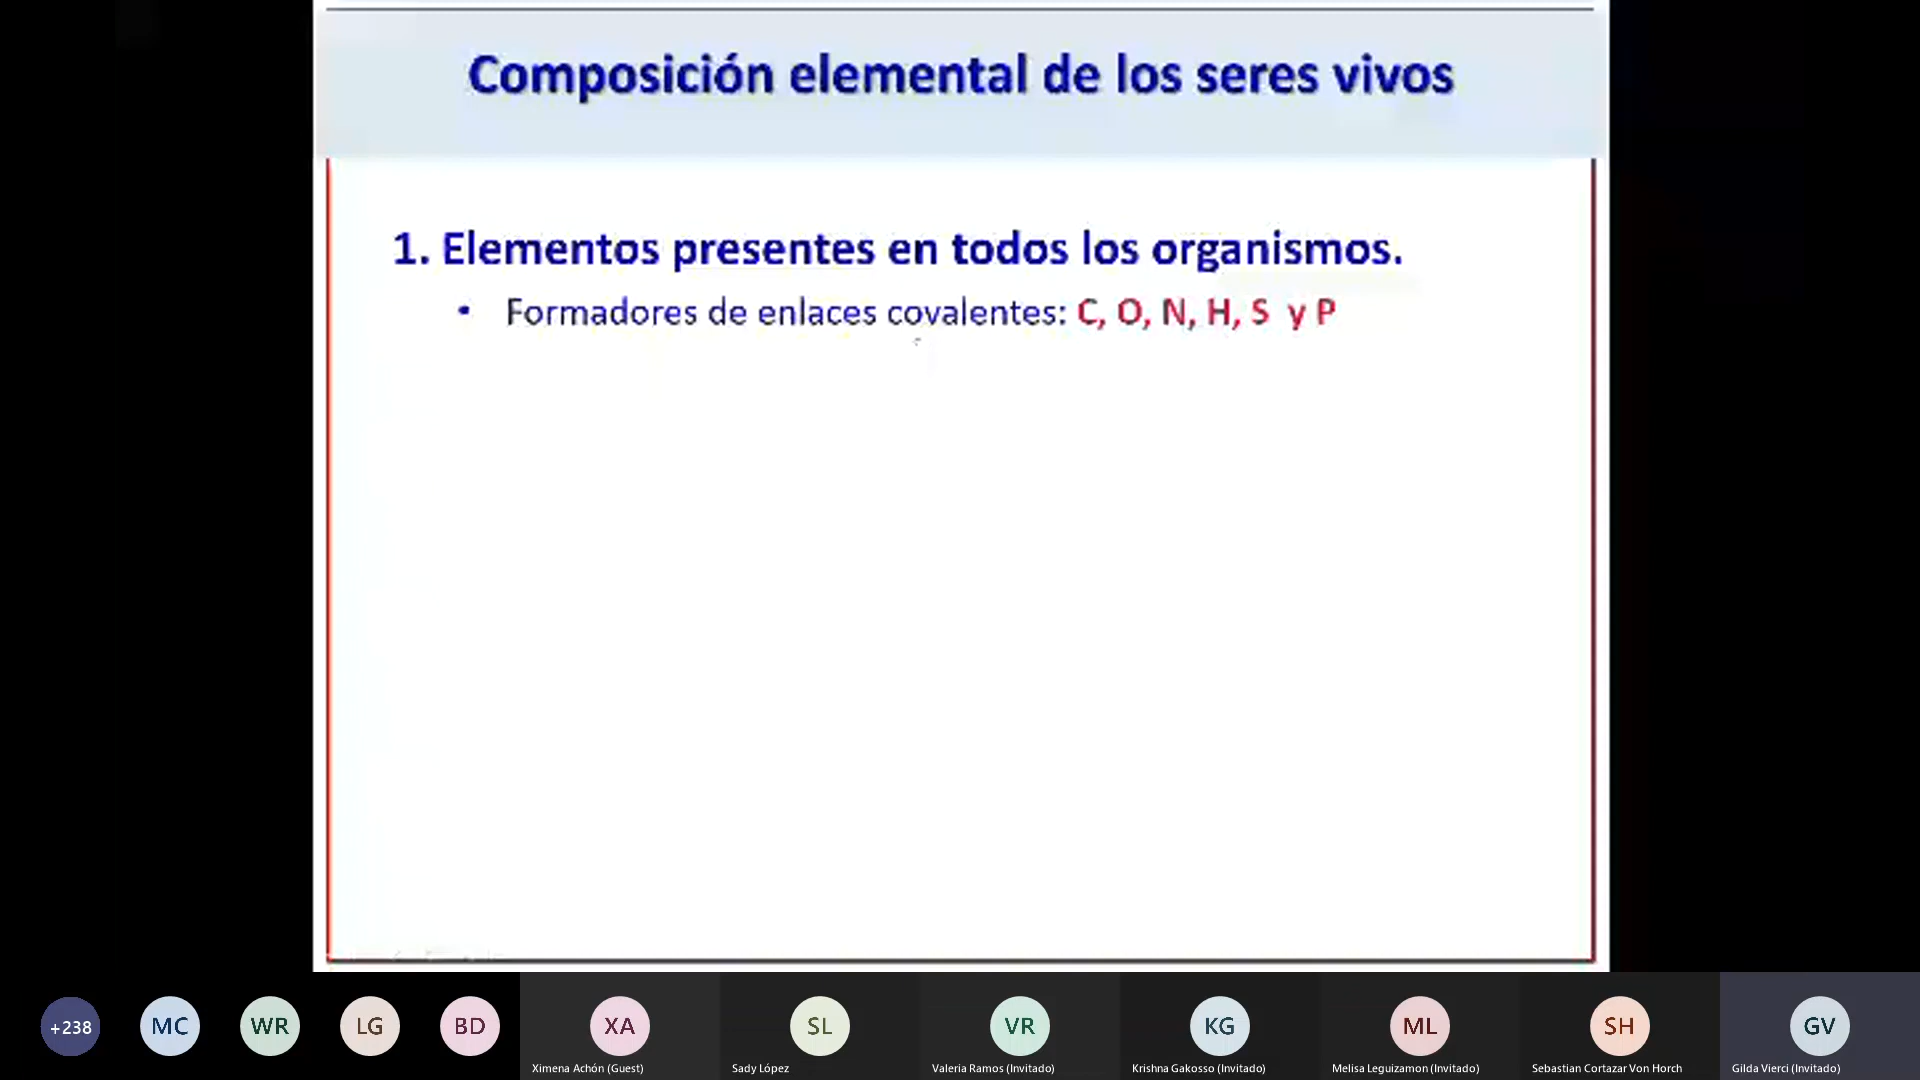 Composición elemental de los seres vivos
1. Elementos presentes en todos los organismos.
• Formadores de enlaces covalentes: C, O, N, H, S y P
+238
MC
WR
LG
BD
XA
SL
VR
KG
ML
SH
GV
Ximena Achón (Guest)
Sady López
Valeria Ramos (Invitado)
Krishna Gakosso (Invitado)
Melisa Leguizamon (Invitado)
Sebastian Cortazar Von Horch
Gilda Vierci (Invitado)